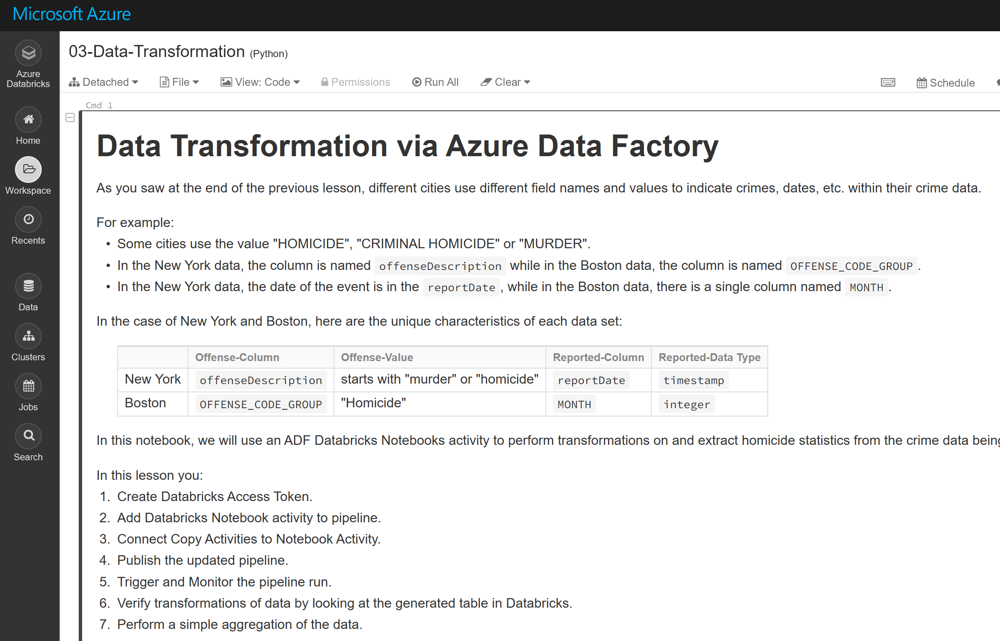 Microsoft Azure
Azure
Databricks
Home
Workspace
Recents
Data
Clusters
Jobs
Search
03-Data-Transformation (Python)
Detached File View: Code Permissions Run All Clear Schedule
Cmd 1
Data Transformation via Azure Data Factory
As you saw at the end of the previous lesson, different cities use different field names and values to indicate crimes, dates, etc. within their crime data.
For example:
• Some cities use the value "HOMICIDE", "CRIMINAL HOMICIDE" or "MURDER".
• In the New York data, the column is named offenseDescription while in the Boston data, the column is named OFFENSE_CODE_GROUP.
• In the New York data, the date of the event is in the reportDate, while in the Boston data, there is a single column named MONTH.
In the case of New York and Boston, here are the unique characteristics of each data set:
Offense-Column Offense-Value Reported-Column Reported-Data Type
New York offenseDescription starts with "murder" or "homicide" reportDate timestamp
Boston OFFENSE_CODE_GROUP "Homicide" MONTH integer
In this notebook, we will use an ADF Databricks Notebooks activity to perform transformations on and extract homicide statistics from the crime data being
In this lesson you:
1. Create Databricks Access Token.
2. Add Databricks Notebook activity to pipeline.
3. Connect Copy Activities to Notebook Activity.
4. Publish the updated pipeline.
5. Trigger and Monitor the pipeline run.
6. Verify transformations of data by looking at the generated table in Databricks.
7. Perform a simple aggregation of the data.